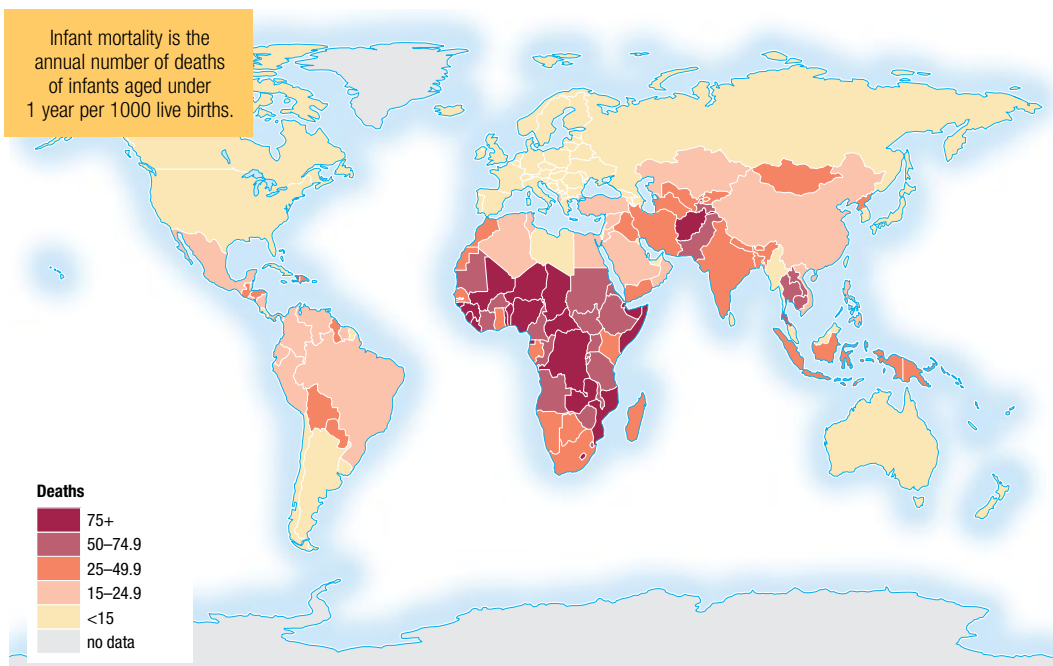 Infant mortality is the
annual number of deaths
of infants aged under
1 year per 1000 live births.
Deaths
75+
50–74.9
25–49.9
15–24.9
<15
no data